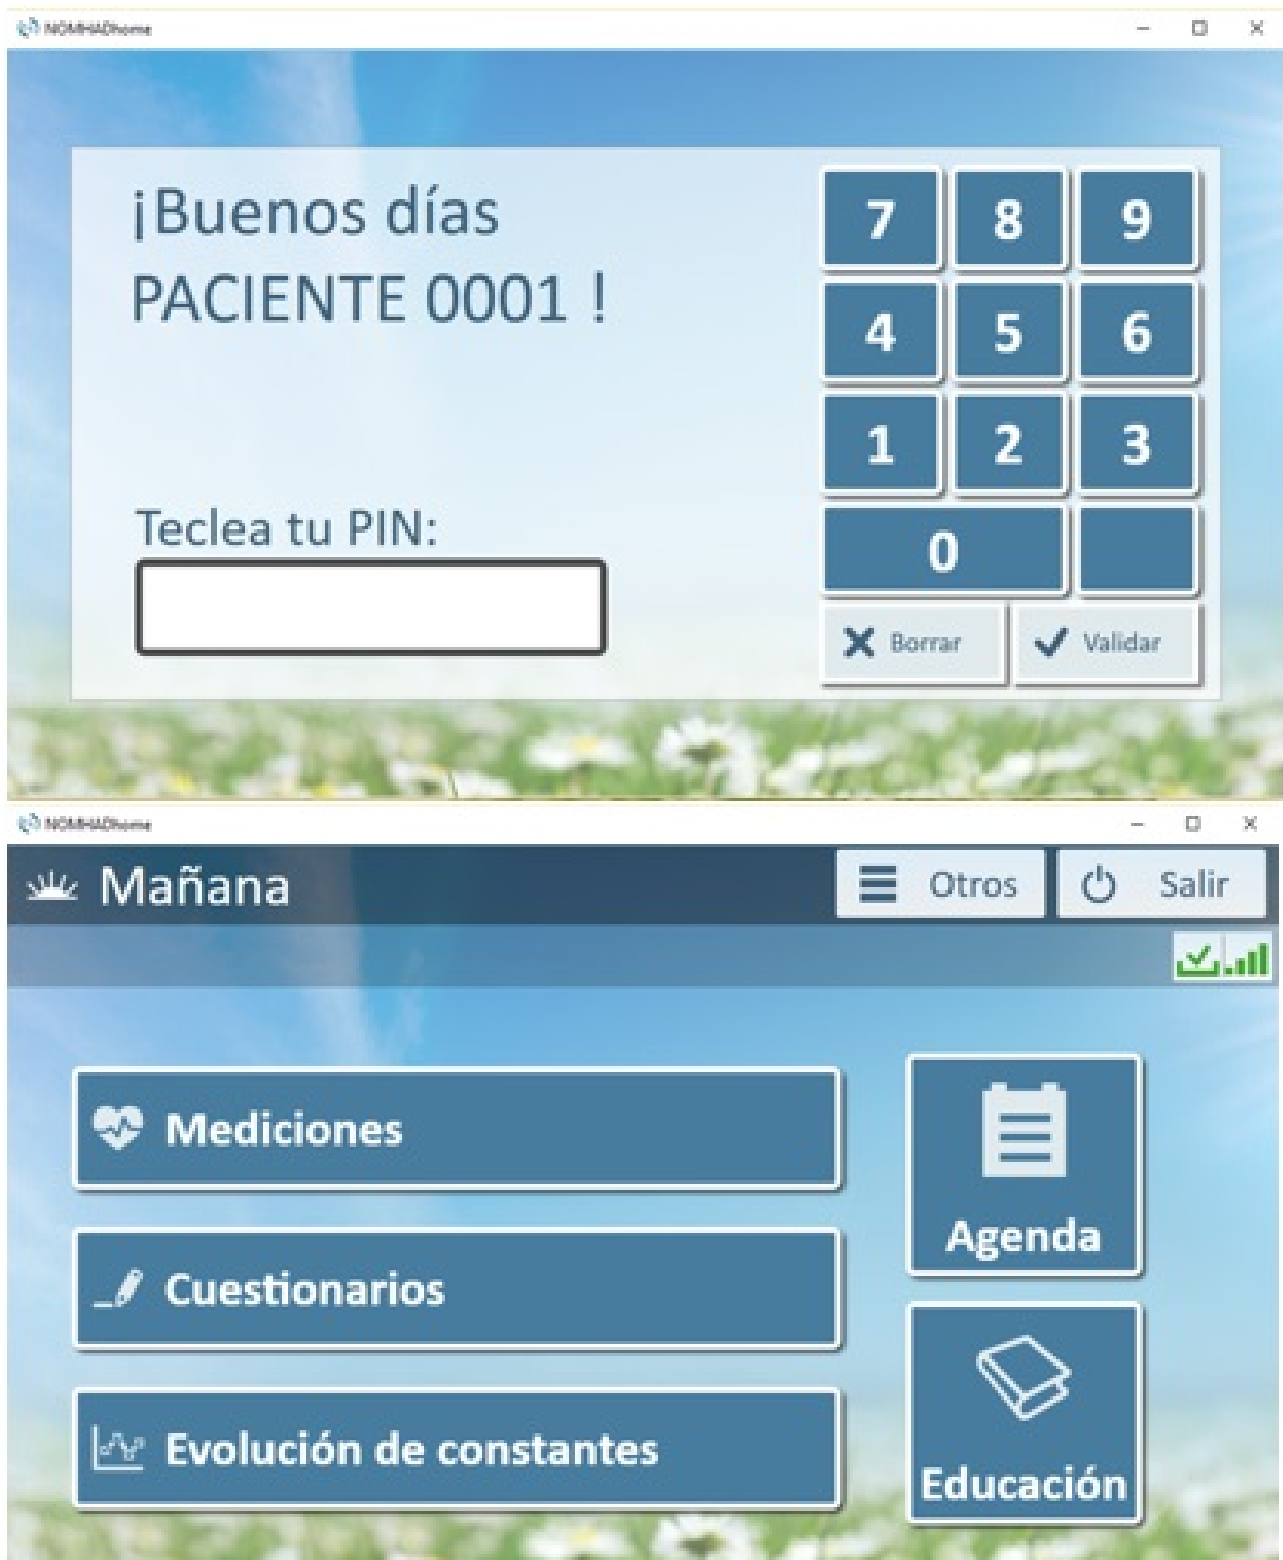 NOMHADhome
¡Buenos días
PACIENTE 0001 !
Teclea tu PIN:
7 8 9
4 5 6
1 2 3
0
Borrar Validar
NOMHADhome
Mañana Otros Salir
Mediciones
Cuestionarios
Evolución de constantes
Agenda
Educación